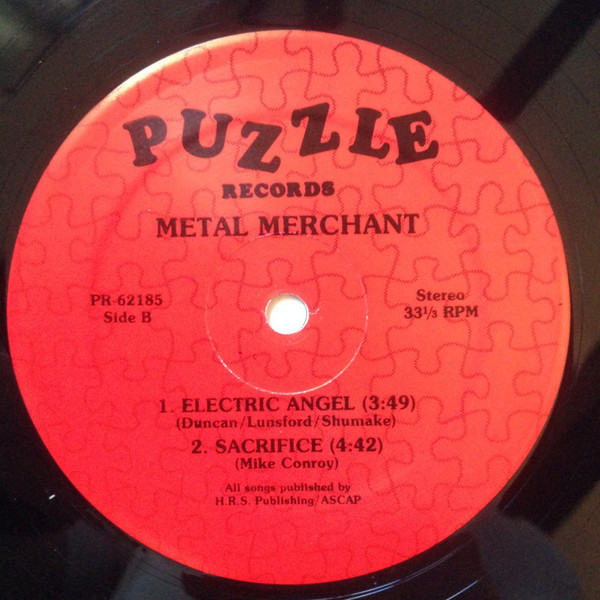 PUZZLE
RECORDS
METAL MERCHANT
PR-62185
Side B
Stereo
33⅓ RPM
1. ELECTRIC ANGEL (3:49)
(Duncan/Lunsford/Shumake)
2. SACRIFICE (4:42)
(Mike Conroy)
All songs published by
H.R.S. Publishing/ASCAP